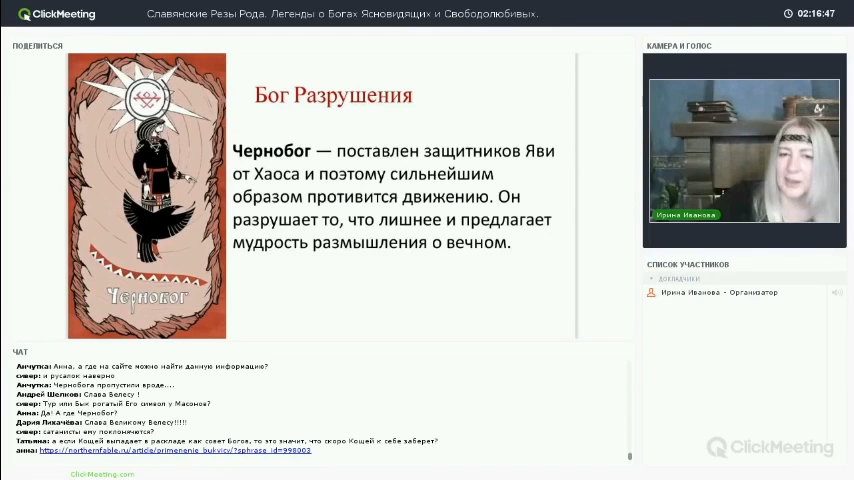 ClickMeeting
Славянские Резы Рода. Легенды о Богах Ясновидящих и Свободолюбивых.
02:16:47
ПОДЕЛИТЬСЯ
Бог Разрушения
Чернобог — поставлен защитников Яви
от Хаоса и поэтому сильнейшим
образом противится движению. Он
разрушает то, что лишнее и предлагает
мудрость размышления о вечном.
Чернобог
КАМЕРА И ГОЛОС
Ирина Иванова
СПИСОК УЧАСТНИКОВ
ДОКЛАДЧИКИ
Ирина Иванова - Организатор
ЧАТ
Анчутка: Анна, а где на сайте можно найти данную информацию?
сивер: и русалок наверно
Анчутка: Чернобога пропустили вроде....
Андрей Шелков: Слава Велесу !
сивер: Тур или Бык рогатый Его символ у Масонов?
Анна: Да! А где Чернобог?
Дария Лихачёва: Слава Великому Велесу!!!!!
сивер: сатанисты ему поклоняются?
Татьяна: а если Кощей выпадает в раскладе как совет Богов, то это значит, что скоро Кощей к себе заберет?
анна: https://northernfable.ru/article/primenenie_bukvicy/?sphrase_id=998003
ClickMeeting
ClickMeeting.com